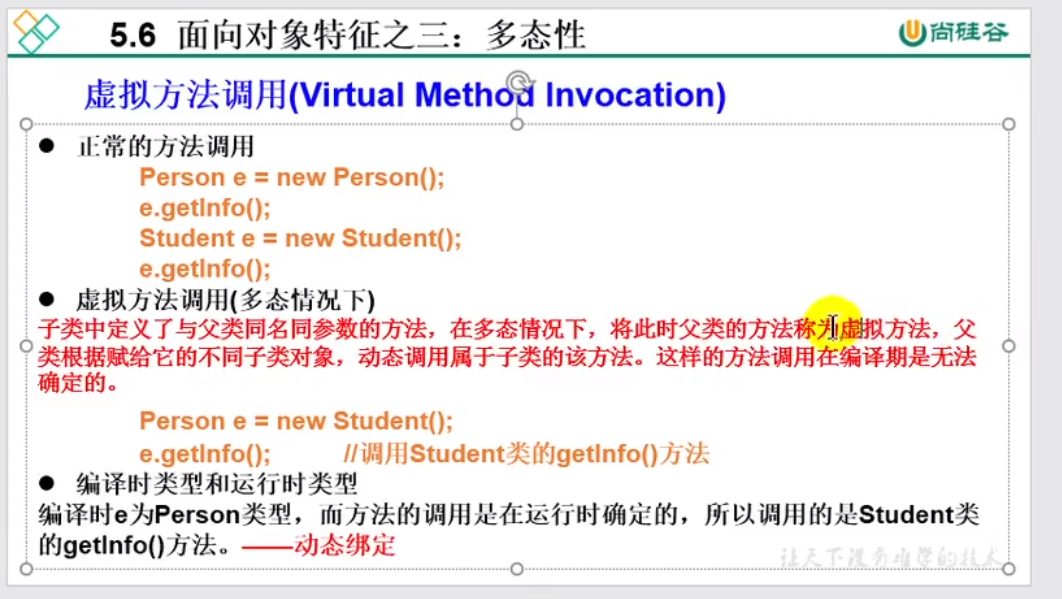 5.6 面向对象特征之三：多态性
尚硅谷
虚拟方法调用(Virtual Method Invocation)
● 正常的方法调用
Person e = new Person();
e.getInfo();
Student e = new Student();
e.getInfo();
● 虚拟方法调用(多态情况下)
子类中定义了与父类同名同参数的方法，在多态情况下，将此时父类的方法称为虚拟方法，父
类根据赋给它的不同子类对象，动态调用属于子类的该方法。这样的方法调用在编译期是无法
确定的。
Person e = new Student();
e.getInfo(); //调用Student类的getInfo()方法
● 编译时类型和运行时类型
编译时e为Person类型，而方法的调用是在运行时确定的，所以调用的是Student类
的getInfo()方法。——动态绑定
让天下没有难学的技术